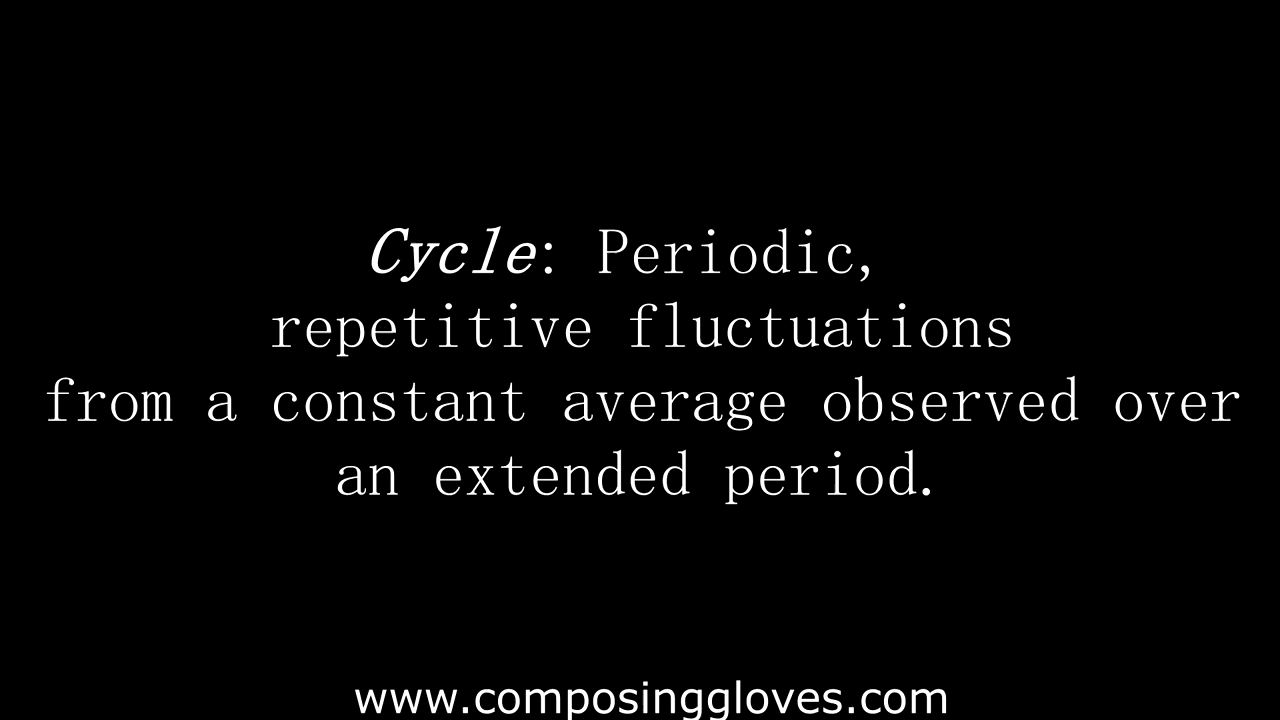 Cycle: Periodic,
repetitive fluctuations
from a constant average observed over
an extended period.
www.composinggloves.com